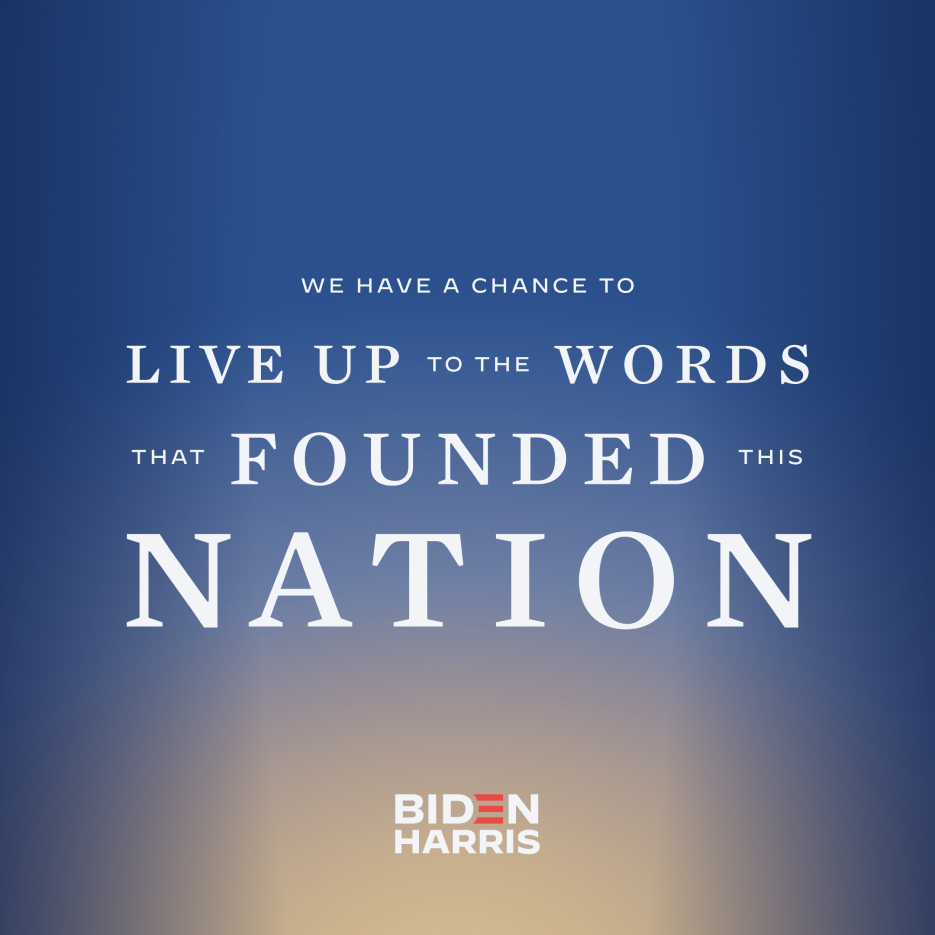 WE HAVE A CHANCE TO
LIVE UP TO THE WORDS
THAT FOUNDED THIS
NATION
BIDEN
HARRIS